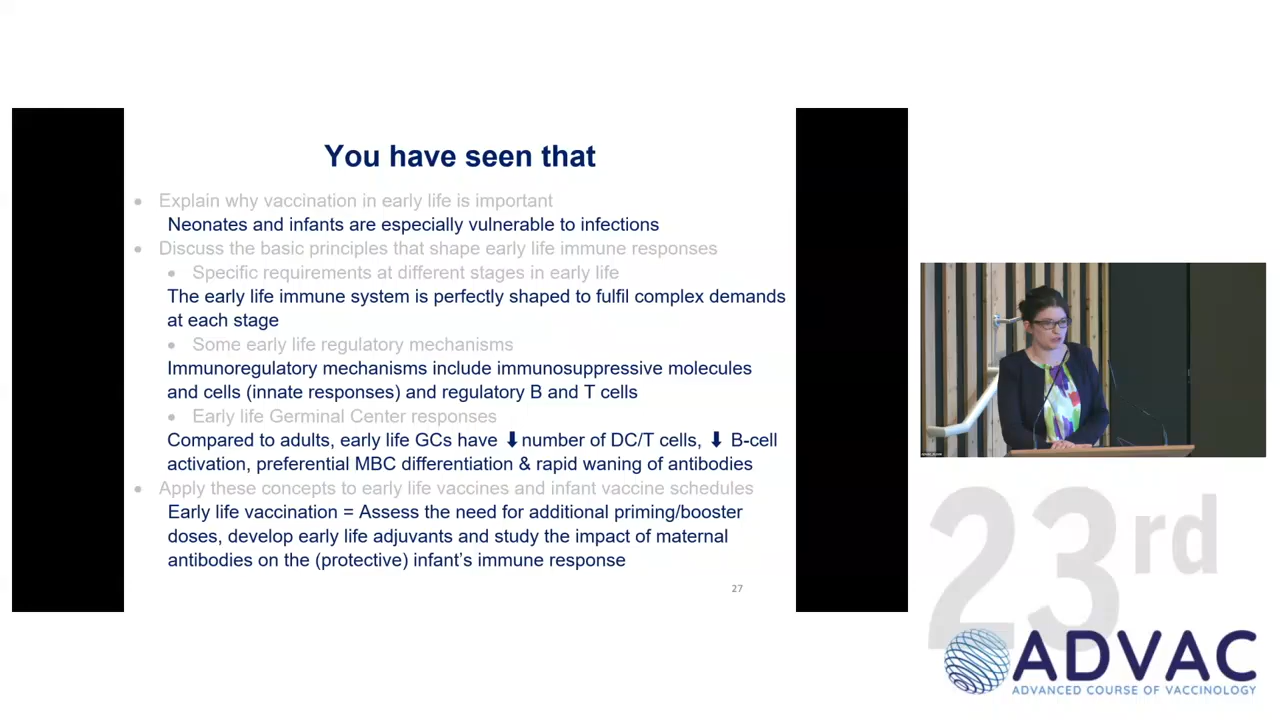 You have seen that
• Explain why vaccination in early life is important
Neonates and infants are especially vulnerable to infections
• Discuss the basic principles that shape early life immune responses
• Specific requirements at different stages in early life
The early life immune system is perfectly shaped to fulfil complex demands
at each stage
• Some early life regulatory mechanisms
Immunoregulatory mechanisms include immunosuppressive molecules
and cells (innate responses) and regulatory B and T cells
• Early life Germinal Center responses
Compared to adults, early life GCs have ⬇number of DC/T cells, ⬇ B-cell
activation, preferential MBC differentiation & rapid waning of antibodies
• Apply these concepts to early life vaccines and infant vaccine schedules
Early life vaccination = Assess the need for additional priming/booster
doses, develop early life adjuvants and study the impact of maternal
antibodies on the (protective) infant's immune response
27
23rd
ADVAC
ADVANCED COURSE OF VACCINOLOGY